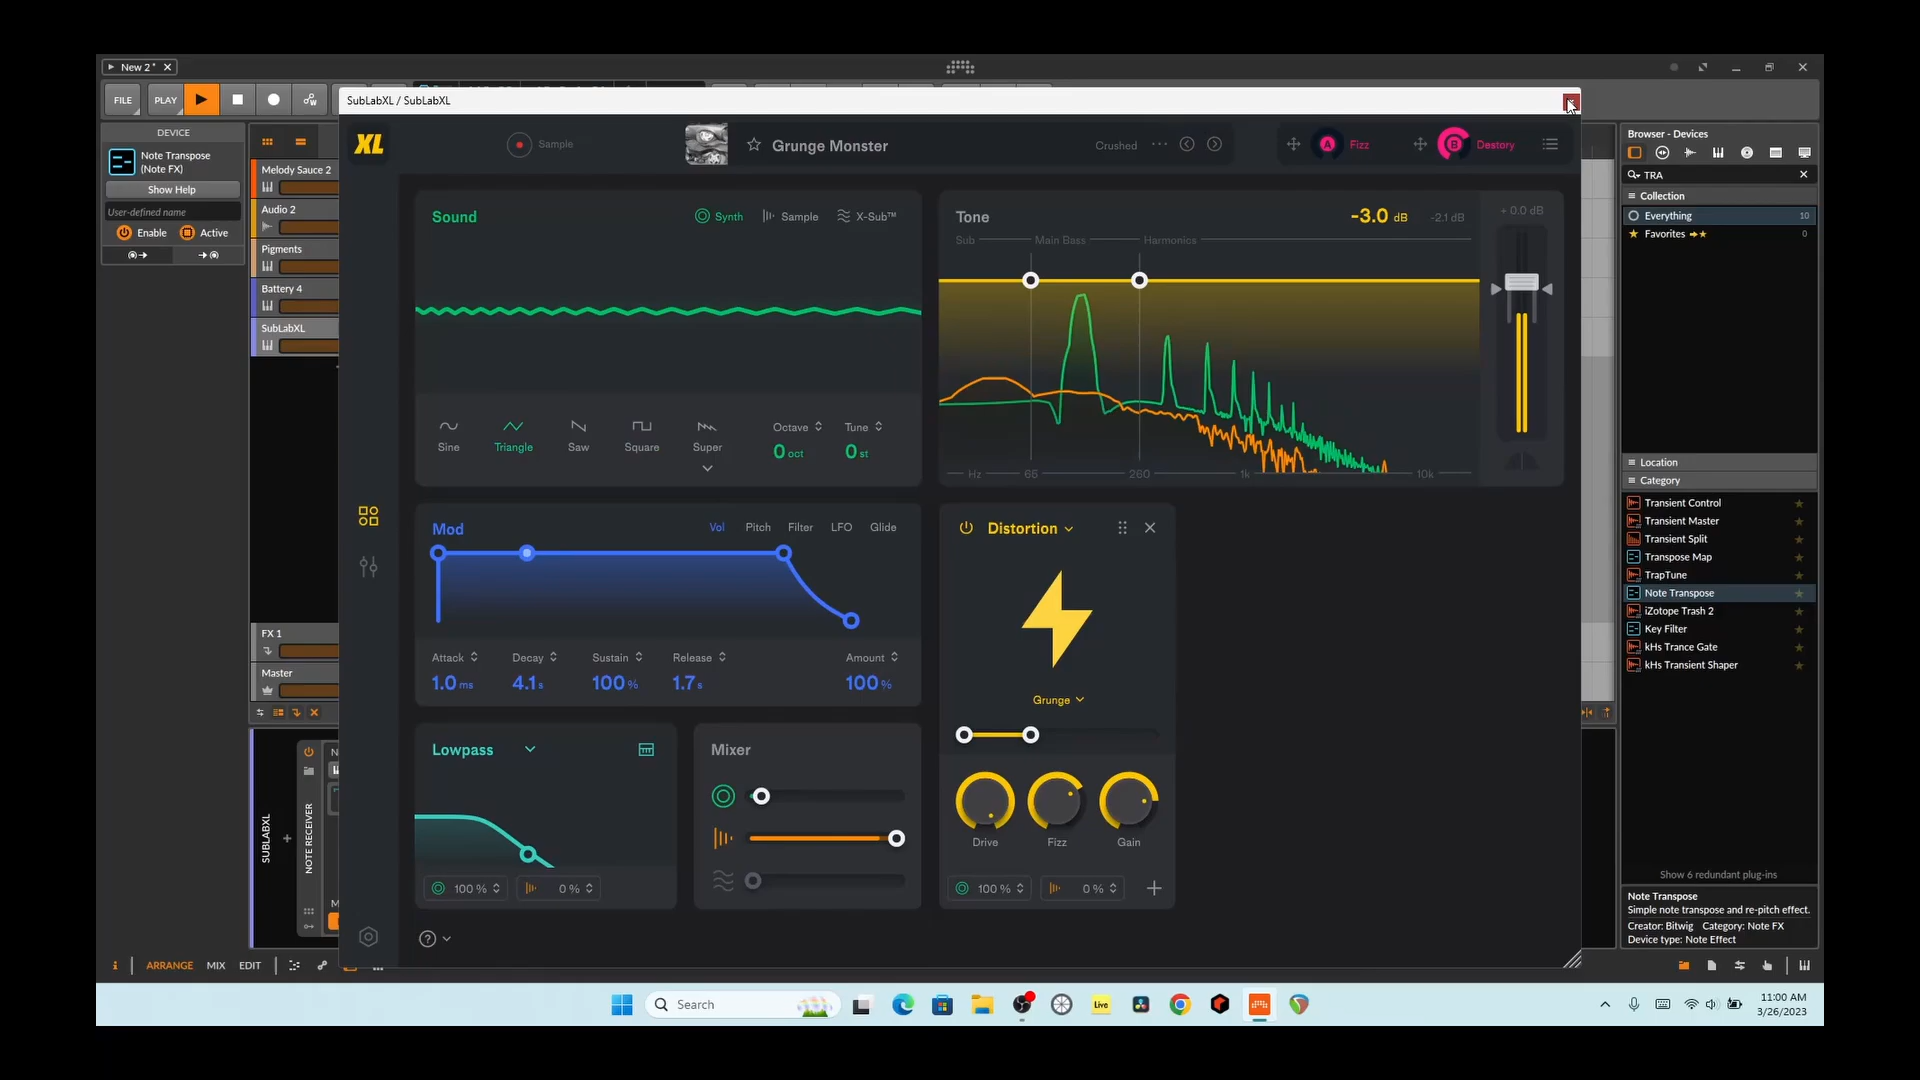 New 2*
FILE
PLAY
SubLabXL / SubLabXL
DEVICE
Note Transpose
(Note FX)
Show Help
User-defined name
Enable
Active
Melody Sauce 2
Audio 2
Pigments
Battery 4
SubLabXL
FX 1
Master
XL
Sample
Grunge Monster
Crushed
A
Fizz
B
Destory
Sound
Synth
Sample
X-Sub™
Sine
Triangle
Saw
Square
Super
Octave
0 oct
Tune
0 st
Tone
-3.0 dB
-2.1 dB
+ 0.0 dB
Sub
Main Bass
Harmonics
Hz
65
260
1k
10k
Mod
Vol
Pitch
Filter
LFO
Glide
Attack
Decay
Sustain
Release
Amount
1.0 ms
4.1 s
100 %
1.7 s
100 %
Distortion
Grunge
Drive
Fizz
Gain
100 %
0 %
Lowpass
100 %
0 %
Mixer
SUBLABXL
NOTE RECEIVER
Browser - Devices
TRA
Collection
Everything
10
Favorites
0
Location
Category
Transient Control
Transient Master
Transient Split
Transpose Map
TrapTune
Note Transpose
iZotope Trash 2
Key Filter
kHs Trance Gate
kHs Transient Shaper
Show 6 redundant plug-ins
Note Transpose
Simple note transpose and re-pitch effect.
Creator: Bitwig Category: Note FX
Device type: Note Effect
ARRANGE
MIX
EDIT
Search
Live
11:00 AM
3/26/2023